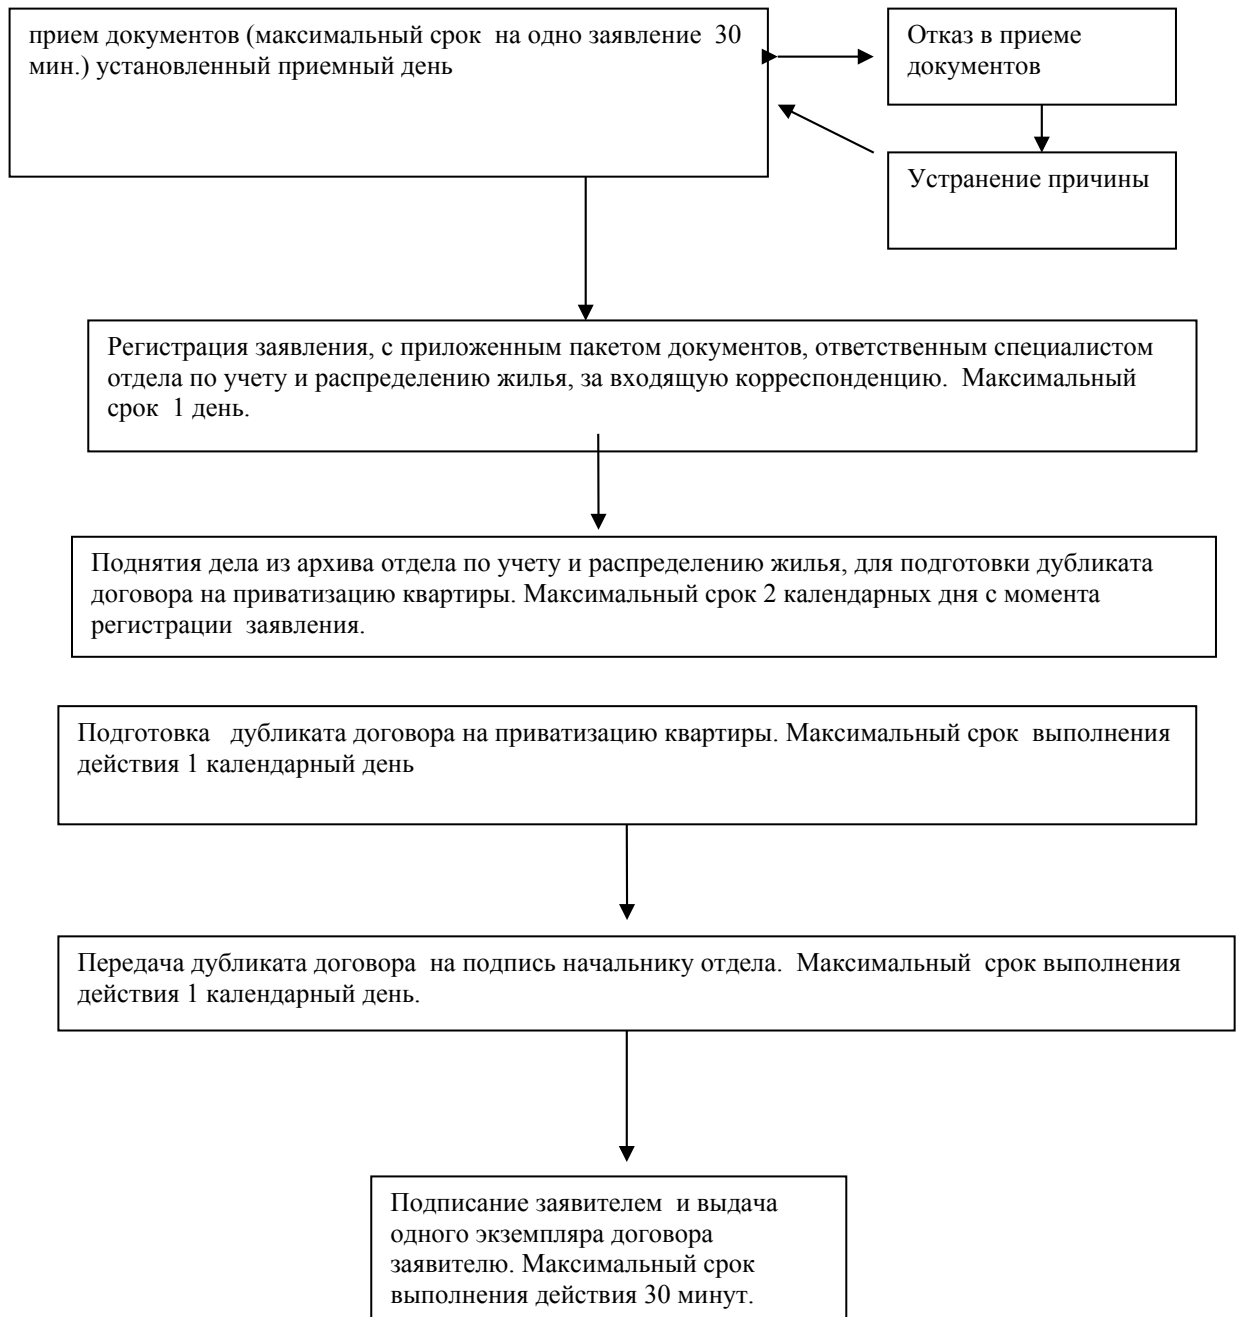 прием документов (максимальный срок на одно заявление 30
мин.) установленный приемный день
Отказ в приеме
документов
Устранение причины
Регистрация заявления, с приложенным пакетом документов, ответственным специалистом
отдела по учету и распределению жилья, за входящую корреспонденцию. Максимальный
срок 1 день.
Поднятия дела из архива отдела по учету и распределению жилья, для подготовки дубликата
договора на приватизацию квартиры. Максимальный срок 2 календарных дня с момента
регистрации заявления.
Подготовка дубликата договора на приватизацию квартиры. Максимальный срок выполнения
действия 1 календарный день
Передача дубликата договора на подпись начальнику отдела. Максимальный срок выполнения
действия 1 календарный день.
Подписание заявителем и выдача
одного экземпляра договора
заявителю. Максимальный срок
выполнения действия 30 минут.